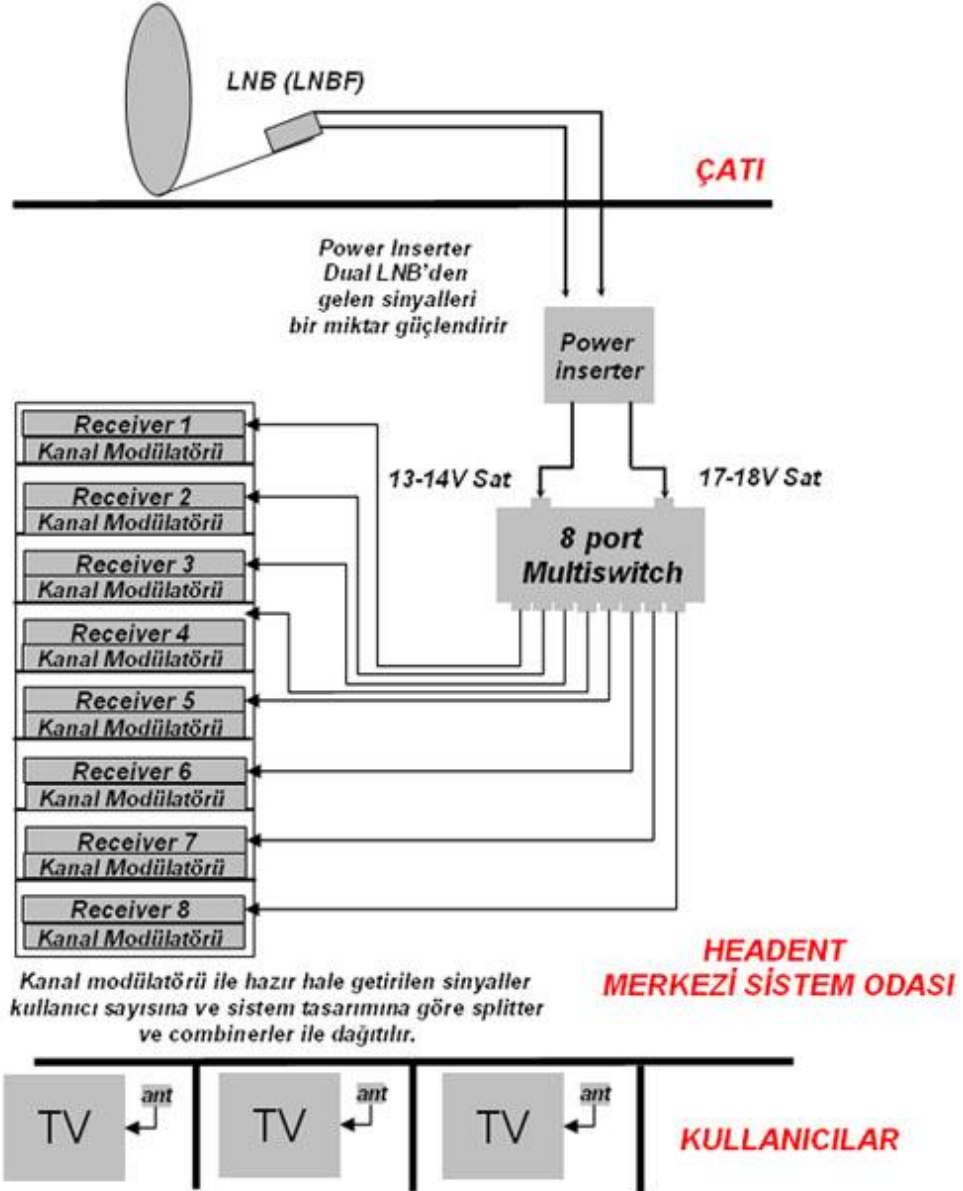 LNB (LNBF)
ÇATI
Power Inserter
Dual LNB'den
gelen sinyalleri
bir miktar güçlendirir
Power
inserter
13-14V Sat
17-18V Sat
8 port
Multiswitch
Receiver 1
Kanal Modülatörü
Receiver 2
Kanal Modülatörü
Receiver 3
Kanal Modülatörü
Receiver 4
Kanal Modülatörü
Receiver 5
Kanal Modülatörü
Receiver 6
Kanal Modülatörü
Receiver 7
Kanal Modülatörü
Receiver 8
Kanal Modülatörü
HEADENT
MERKEZİ SİSTEM ODASI
Kanal modülatörü ile hazır hale getirilen sinyaller
kullanıcı sayısına ve sistem tasarımına göre splitter
ve combinerler ile dağıtılır.
TV
ant
TV
ant
TV
ant
KULLANICILAR